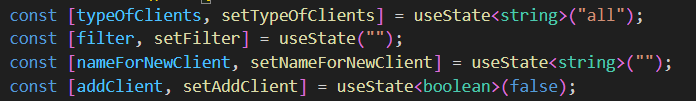 const [typeOfClients, setTypeOfClients] = useState<string>("all");
const [filter, setFilter] = useState("");
const [nameForNewClient, setNameForNewClient] = useState<string>("");
const [addClient, setAddClient] = useState<boolean>(false);